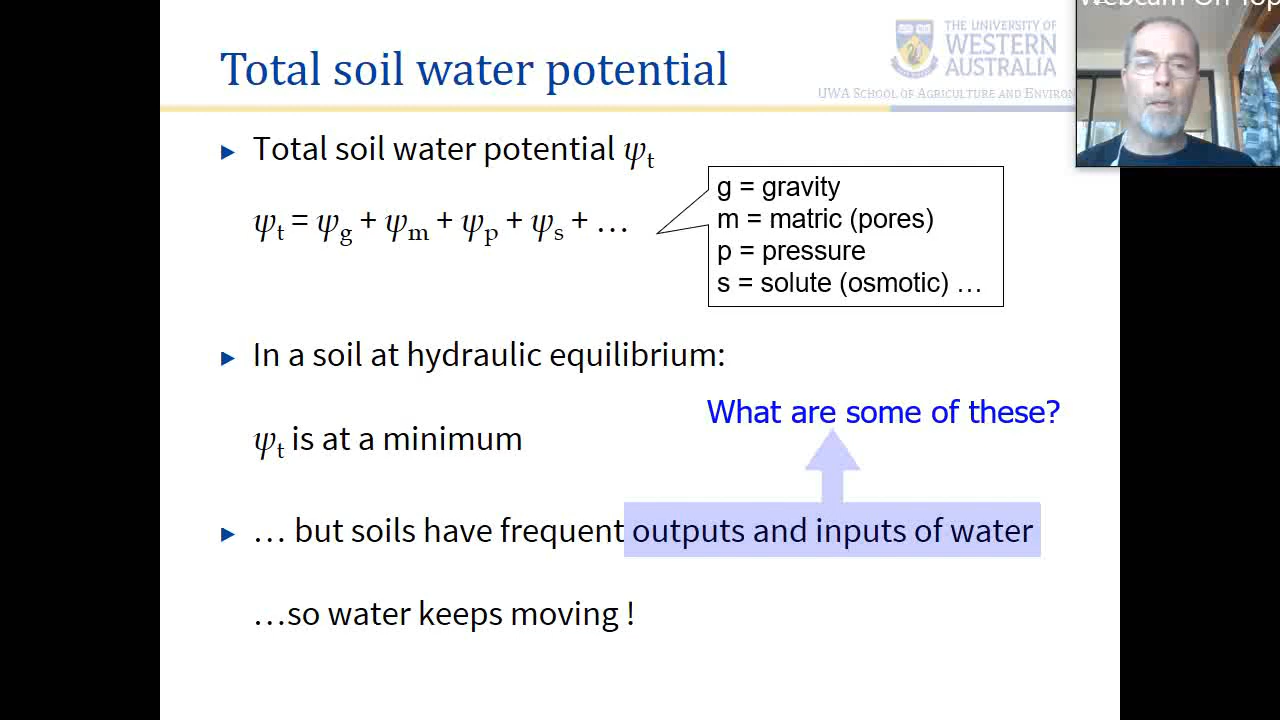 Webcam On Top
THE UNIVERSITY OF
WESTERN
AUSTRALIA
UWA School of Agriculture and Environ
Total soil water potential
▶ Total soil water potential ψt
ψt = ψg + ψm + ψp + ψs + …
g = gravity
m = matric (pores)
p = pressure
s = solute (osmotic) …
▶ In a soil at hydraulic equilibrium:
What are some of these?
ψt is at a minimum
▶ … but soils have frequent outputs and inputs of water
…so water keeps moving !